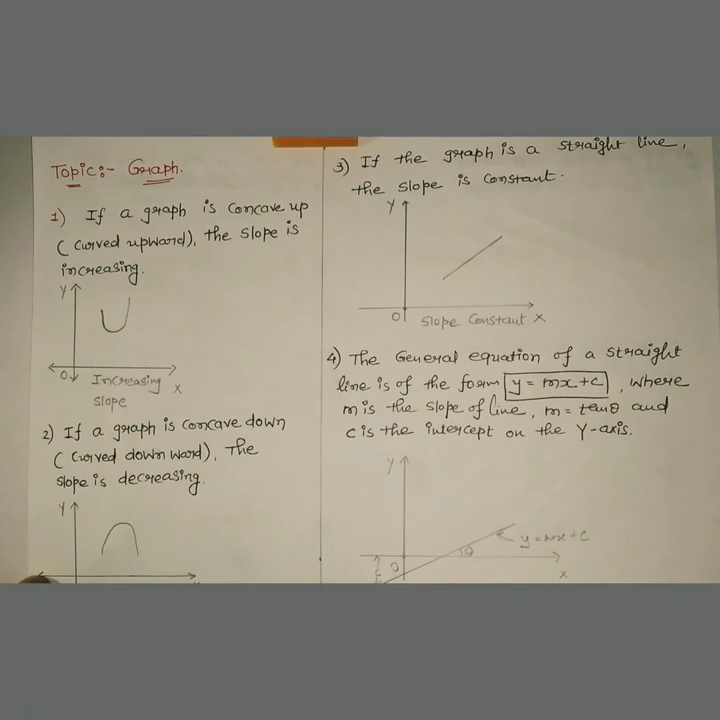 Topic:- Graph.
1) If a graph is concave up
(curved upward), the slope is
increasing.
Y
O
Increasing
X
Slope
2) If a graph is concave down
(curved down ward), The
slope is decreasing.
Y
3) If the graph is a straight line,
the slope is constant.
Y
O
Slope Constant X
4) The General equation of a straight
line is of the form y = mx + c, where
m is the slope of line, m = tanθ and
c is the intercept on the Y-axis.
Y
y = mx + c
θ
O
X